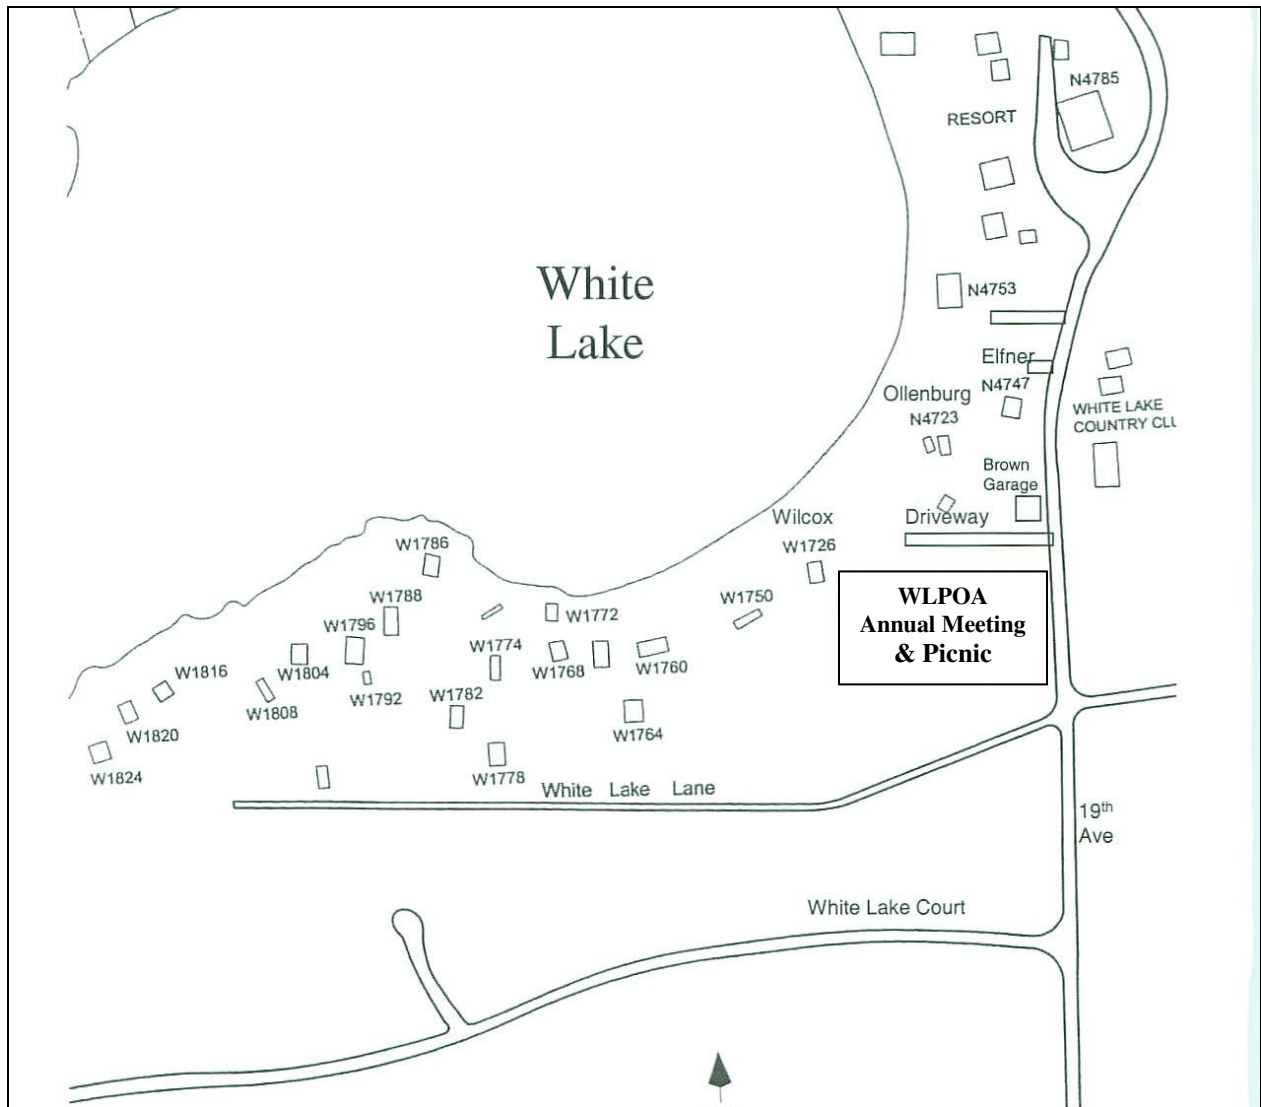 N4785
RESORT
White
Lake
N4753
Elfner
N4747
Ollenburg
N4723
WHITE LAKE
COUNTRY CLU
Brown
Garage
Wilcox
Driveway
W1726
W1786
WLPOA
Annual Meeting
& Picnic
W1788
W1750
W1772
W1796
W1774
W1816
W1804
W1768
W1760
W1792
W1782
W1808
W1820
W1764
W1824
W1778
White Lake Lane
19th
Ave
White Lake Court